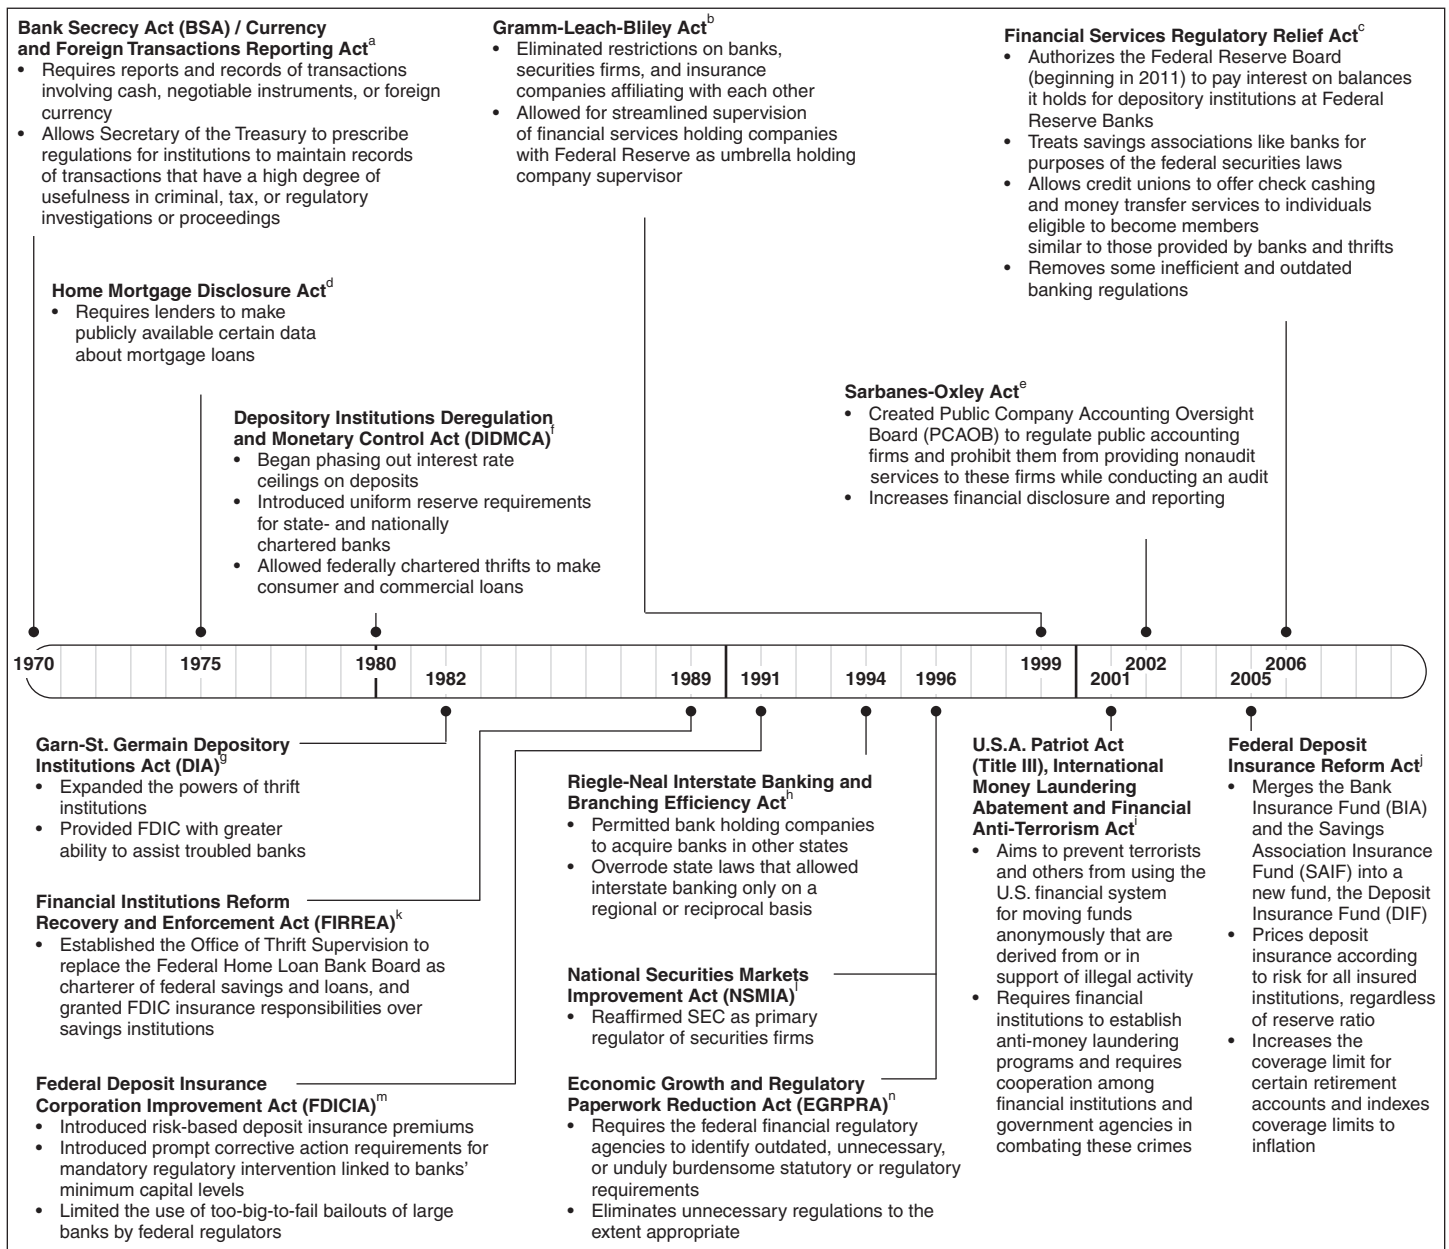 Bank Secrecy Act (BSA) / Currency
and Foreign Transactions Reporting Act^a
• Requires reports and records of transactions
involving cash, negotiable instruments, or foreign
currency
• Allows Secretary of the Treasury to prescribe
regulations for institutions to maintain records
of transactions that have a high degree of
usefulness in criminal, tax, or regulatory
investigations or proceedings
Gramm-Leach-Bliley Act^b
• Eliminated restrictions on banks,
securities firms, and insurance
companies affiliating with each other
• Allowed for streamlined supervision
of financial services holding companies
with Federal Reserve as umbrella holding
company supervisor
Financial Services Regulatory Relief Act^c
• Authorizes the Federal Reserve Board
(beginning in 2011) to pay interest on balances
it holds for depository institutions at Federal
Reserve Banks
• Treats savings associations like banks for
purposes of the federal securities laws
• Allows credit unions to offer check cashing
and money transfer services to individuals
eligible to become members
similar to those provided by banks and thrifts
• Removes some inefficient and outdated
banking regulations
Home Mortgage Disclosure Act^d
• Requires lenders to make
publicly available certain data
about mortgage loans
Sarbanes-Oxley Act^e
• Created Public Company Accounting Oversight
Board (PCAOB) to regulate public accounting
firms and prohibit them from providing nonaudit
services to these firms while conducting an audit
• Increases financial disclosure and reporting
Depository Institutions Deregulation
and Monetary Control Act (DIDMCA)^f
• Began phasing out interest rate
ceilings on deposits
• Introduced uniform reserve requirements
for state- and nationally
chartered banks
• Allowed federally chartered thrifts to make
consumer and commercial loans
1970 1975 1980 1999 2002 2006
1982 1989 1991 1994 1996 2001 2005
Garn-St. Germain Depository
Institutions Act (DIA)^g
• Expanded the powers of thrift
institutions
• Provided FDIC with greater
ability to assist troubled banks
Riegle-Neal Interstate Banking and
Branching Efficiency Act^h
• Permitted bank holding companies
to acquire banks in other states
• Overrode state laws that allowed
interstate banking only on a
regional or reciprocal basis
U.S.A. Patriot Act
(Title III), International
Money Laundering
Abatement and Financial
Anti-Terrorism Act^i
• Aims to prevent terrorists
and others from using the
U.S. financial system
for moving funds
anonymously that are
derived from or in
support of illegal activity
• Requires financial
institutions to establish
anti-money laundering
programs and requires
cooperation among
financial institutions and
government agencies in
combating these crimes
Federal Deposit
Insurance Reform Act^j
• Merges the Bank
Insurance Fund (BIA)
and the Savings
Association Insurance
Fund (SAIF) into a
new fund, the Deposit
Insurance Fund (DIF)
• Prices deposit
insurance according
to risk for all insured
institutions, regardless
of reserve ratio
• Increases the
coverage limit for
certain retirement
accounts and indexes
coverage limits to
inflation
Financial Institutions Reform
Recovery and Enforcement Act (FIRREA)^k
• Established the Office of Thrift Supervision to
replace the Federal Home Loan Bank Board as
charterer of federal savings and loans, and
granted FDIC insurance responsibilities over
savings institutions
National Securities Markets
Improvement Act (NSMIA)^l
• Reaffirmed SEC as primary
regulator of securities firms
Federal Deposit Insurance
Corporation Improvement Act (FDICIA)^m
• Introduced risk-based deposit insurance premiums
• Introduced prompt corrective action requirements for
mandatory regulatory intervention linked to banks'
minimum capital levels
• Limited the use of too-big-to-fail bailouts of large
banks by federal regulators
Economic Growth and Regulatory
Paperwork Reduction Act (EGRPRA)^n
• Requires the federal financial regulatory
agencies to identify outdated, unnecessary,
or unduly burdensome statutory or regulatory
requirements
• Eliminates unnecessary regulations to the
extent appropriate